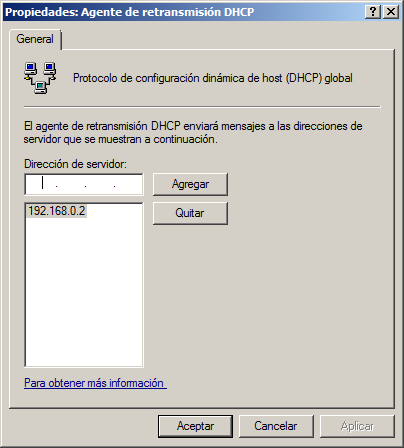 Propiedades: Agente de retransmisión DHCP
General
Protocolo de configuración dinámica de host (DHCP) global
El agente de retransmisión DHCP enviará mensajes a las direcciones de
servidor que se muestran a continuación.
Dirección de servidor:
. . .
Agregar
192.168.0.2
Quitar
Para obtener más información
Aceptar
Cancelar
Aplicar